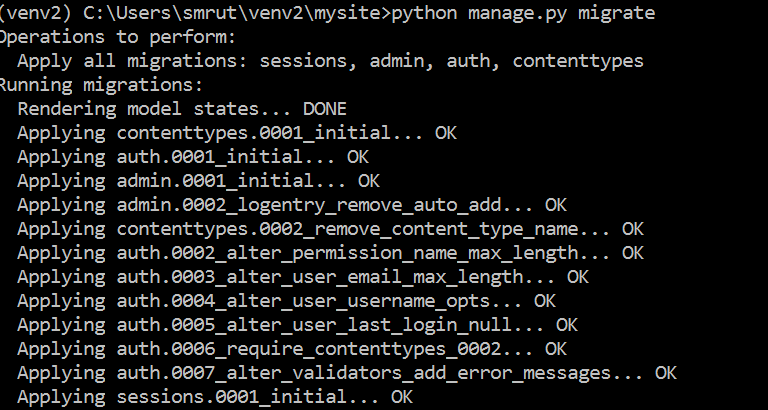 (venv2) C:\Users\smrut\venv2\mysite>python manage.py migrate
Operations to perform:
  Apply all migrations: sessions, admin, auth, contenttypes
Running migrations:
  Rendering model states... DONE
  Applying contenttypes.0001_initial... OK
  Applying auth.0001_initial... OK
  Applying admin.0001_initial... OK
  Applying admin.0002_logentry_remove_auto_add... OK
  Applying contenttypes.0002_remove_content_type_name... OK
  Applying auth.0002_alter_permission_name_max_length... OK
  Applying auth.0003_alter_user_email_max_length... OK
  Applying auth.0004_alter_user_username_opts... OK
  Applying auth.0005_alter_user_last_login_null... OK
  Applying auth.0006_require_contenttypes_0002... OK
  Applying auth.0007_alter_validators_add_error_messages... OK
  Applying sessions.0001_initial... OK